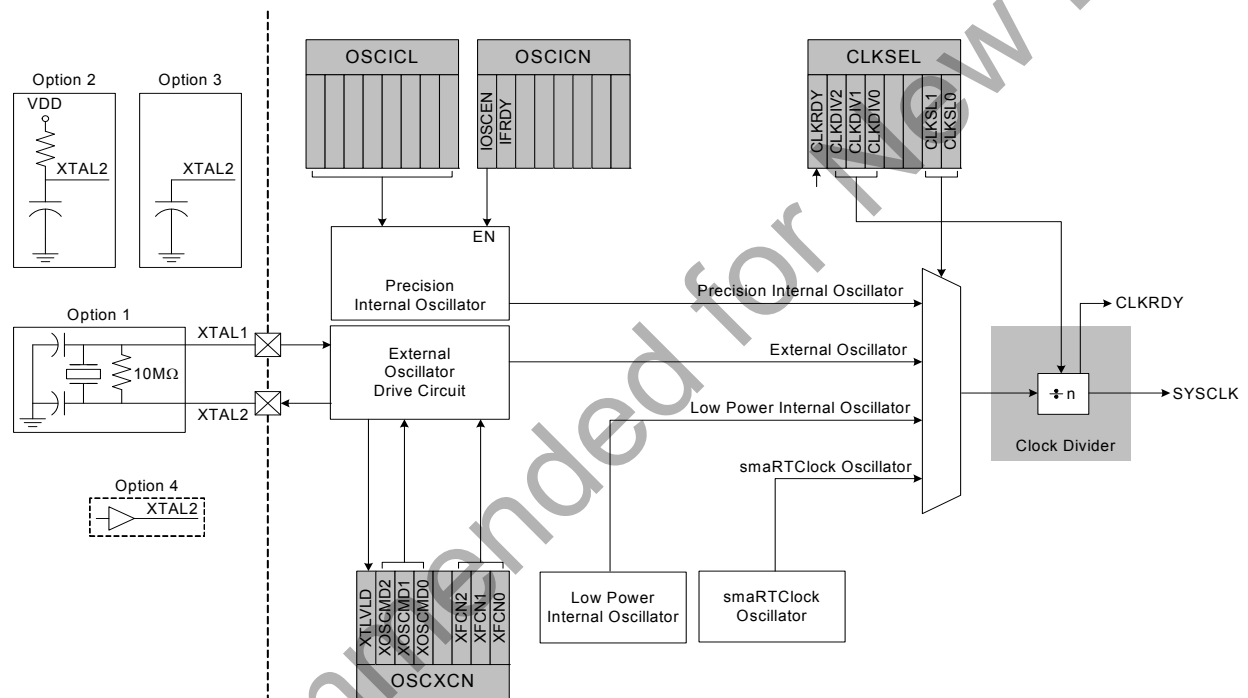 OSCICL
OSCICN
CLKSEL
IOSCEN
IFRDY
CLKRDY
CLKDIV2
CLKDIV1
CLKDIV0
CLKSL1
CLKSL0
Option 2
VDD
XTAL2
Option 3
XTAL2
EN
Precision
Internal Oscillator
Precision Internal Oscillator
Option 1
XTAL1
10MΩ
XTAL2
External
Oscillator
Drive Circuit
External Oscillator
Low Power Internal Oscillator
smaRTClock Oscillator
CLKRDY
÷ n
SYSCLK
Clock Divider
Option 4
XTAL2
XTLVLD
XOSCMD2
XOSCMD1
XOSCMD0
XFCN2
XFCN1
XFCN0
OSCXCN
Low Power
Internal Oscillator
smaRTClock
Oscillator
for New